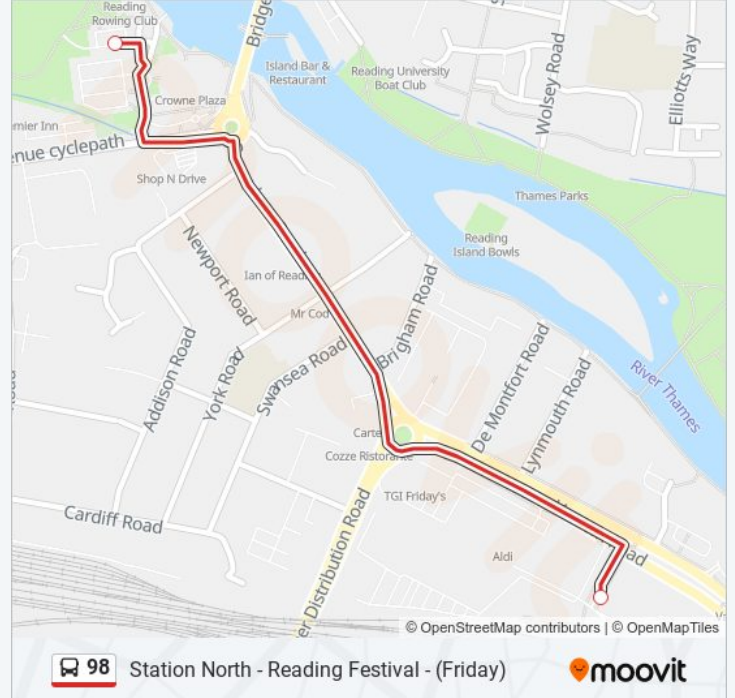 Reading
Rowing Club
Bridge
Island Bar &
Restaurant
Reading University
Boat Club
Wolsey Road
Elliotts Way
Crowne Plaza
mier Inn
enue cyclepath
Shop N Drive
Thames Parks
Reading
Island Bowls
Newport Road
Ian of Readi
Brigham Road
Mr Cod
Addison Road
York Road
Swansea Road
De Montfort Road
Lynmouth Road
River Thames
Carte
Cozze Ristorante
TGI Friday's
Cardiff Road
er Distribution Road
Aldi
ad
© OpenStreetMap contributors | © OpenMapTiles
98 Station North - Reading Festival - (Friday)
moovit